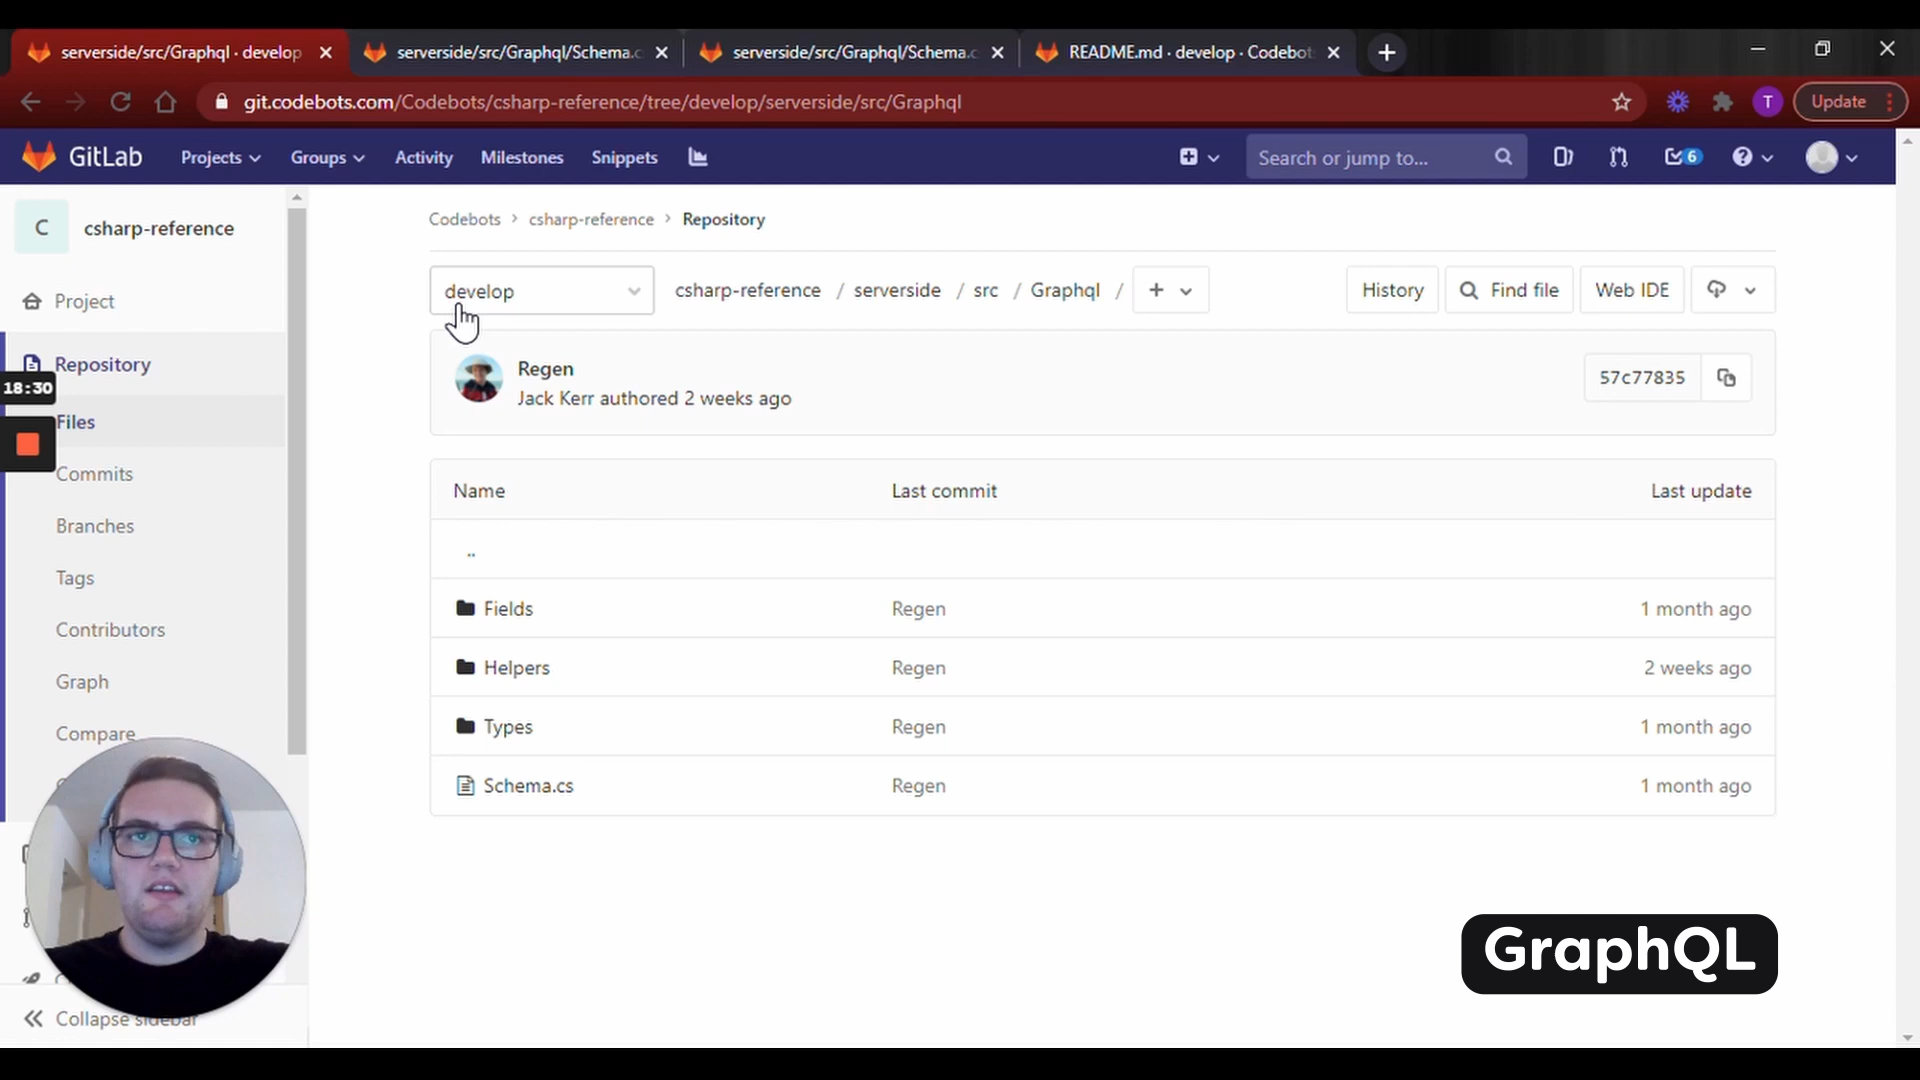 serverside/src/Graphql · develop
serverside/src/Graphql/Schema.c
serverside/src/Graphql/Schema.c
README.md · develop · Codebot
git.codebots.com/Codebots/csharp-reference/tree/develop/serverside/src/Graphql
T
Update
GitLab
Projects
Groups
Activity
Milestones
Snippets
Search or jump to...
6
C
csharp-reference
Codebots > csharp-reference > Repository
Project
develop
csharp-reference / serverside / src / Graphql / +
History
Find file
Web IDE
Repository
18:30
Regen
Jack Kerr authored 2 weeks ago
57c77835
Files
Commits
Branches
Tags
Contributors
Graph
Compare
Name
Last commit
Last update
..
Fields
Regen
1 month ago
Helpers
Regen
2 weeks ago
Types
Regen
1 month ago
Schema.cs
Regen
1 month ago
GraphQL
Collapse sidebar